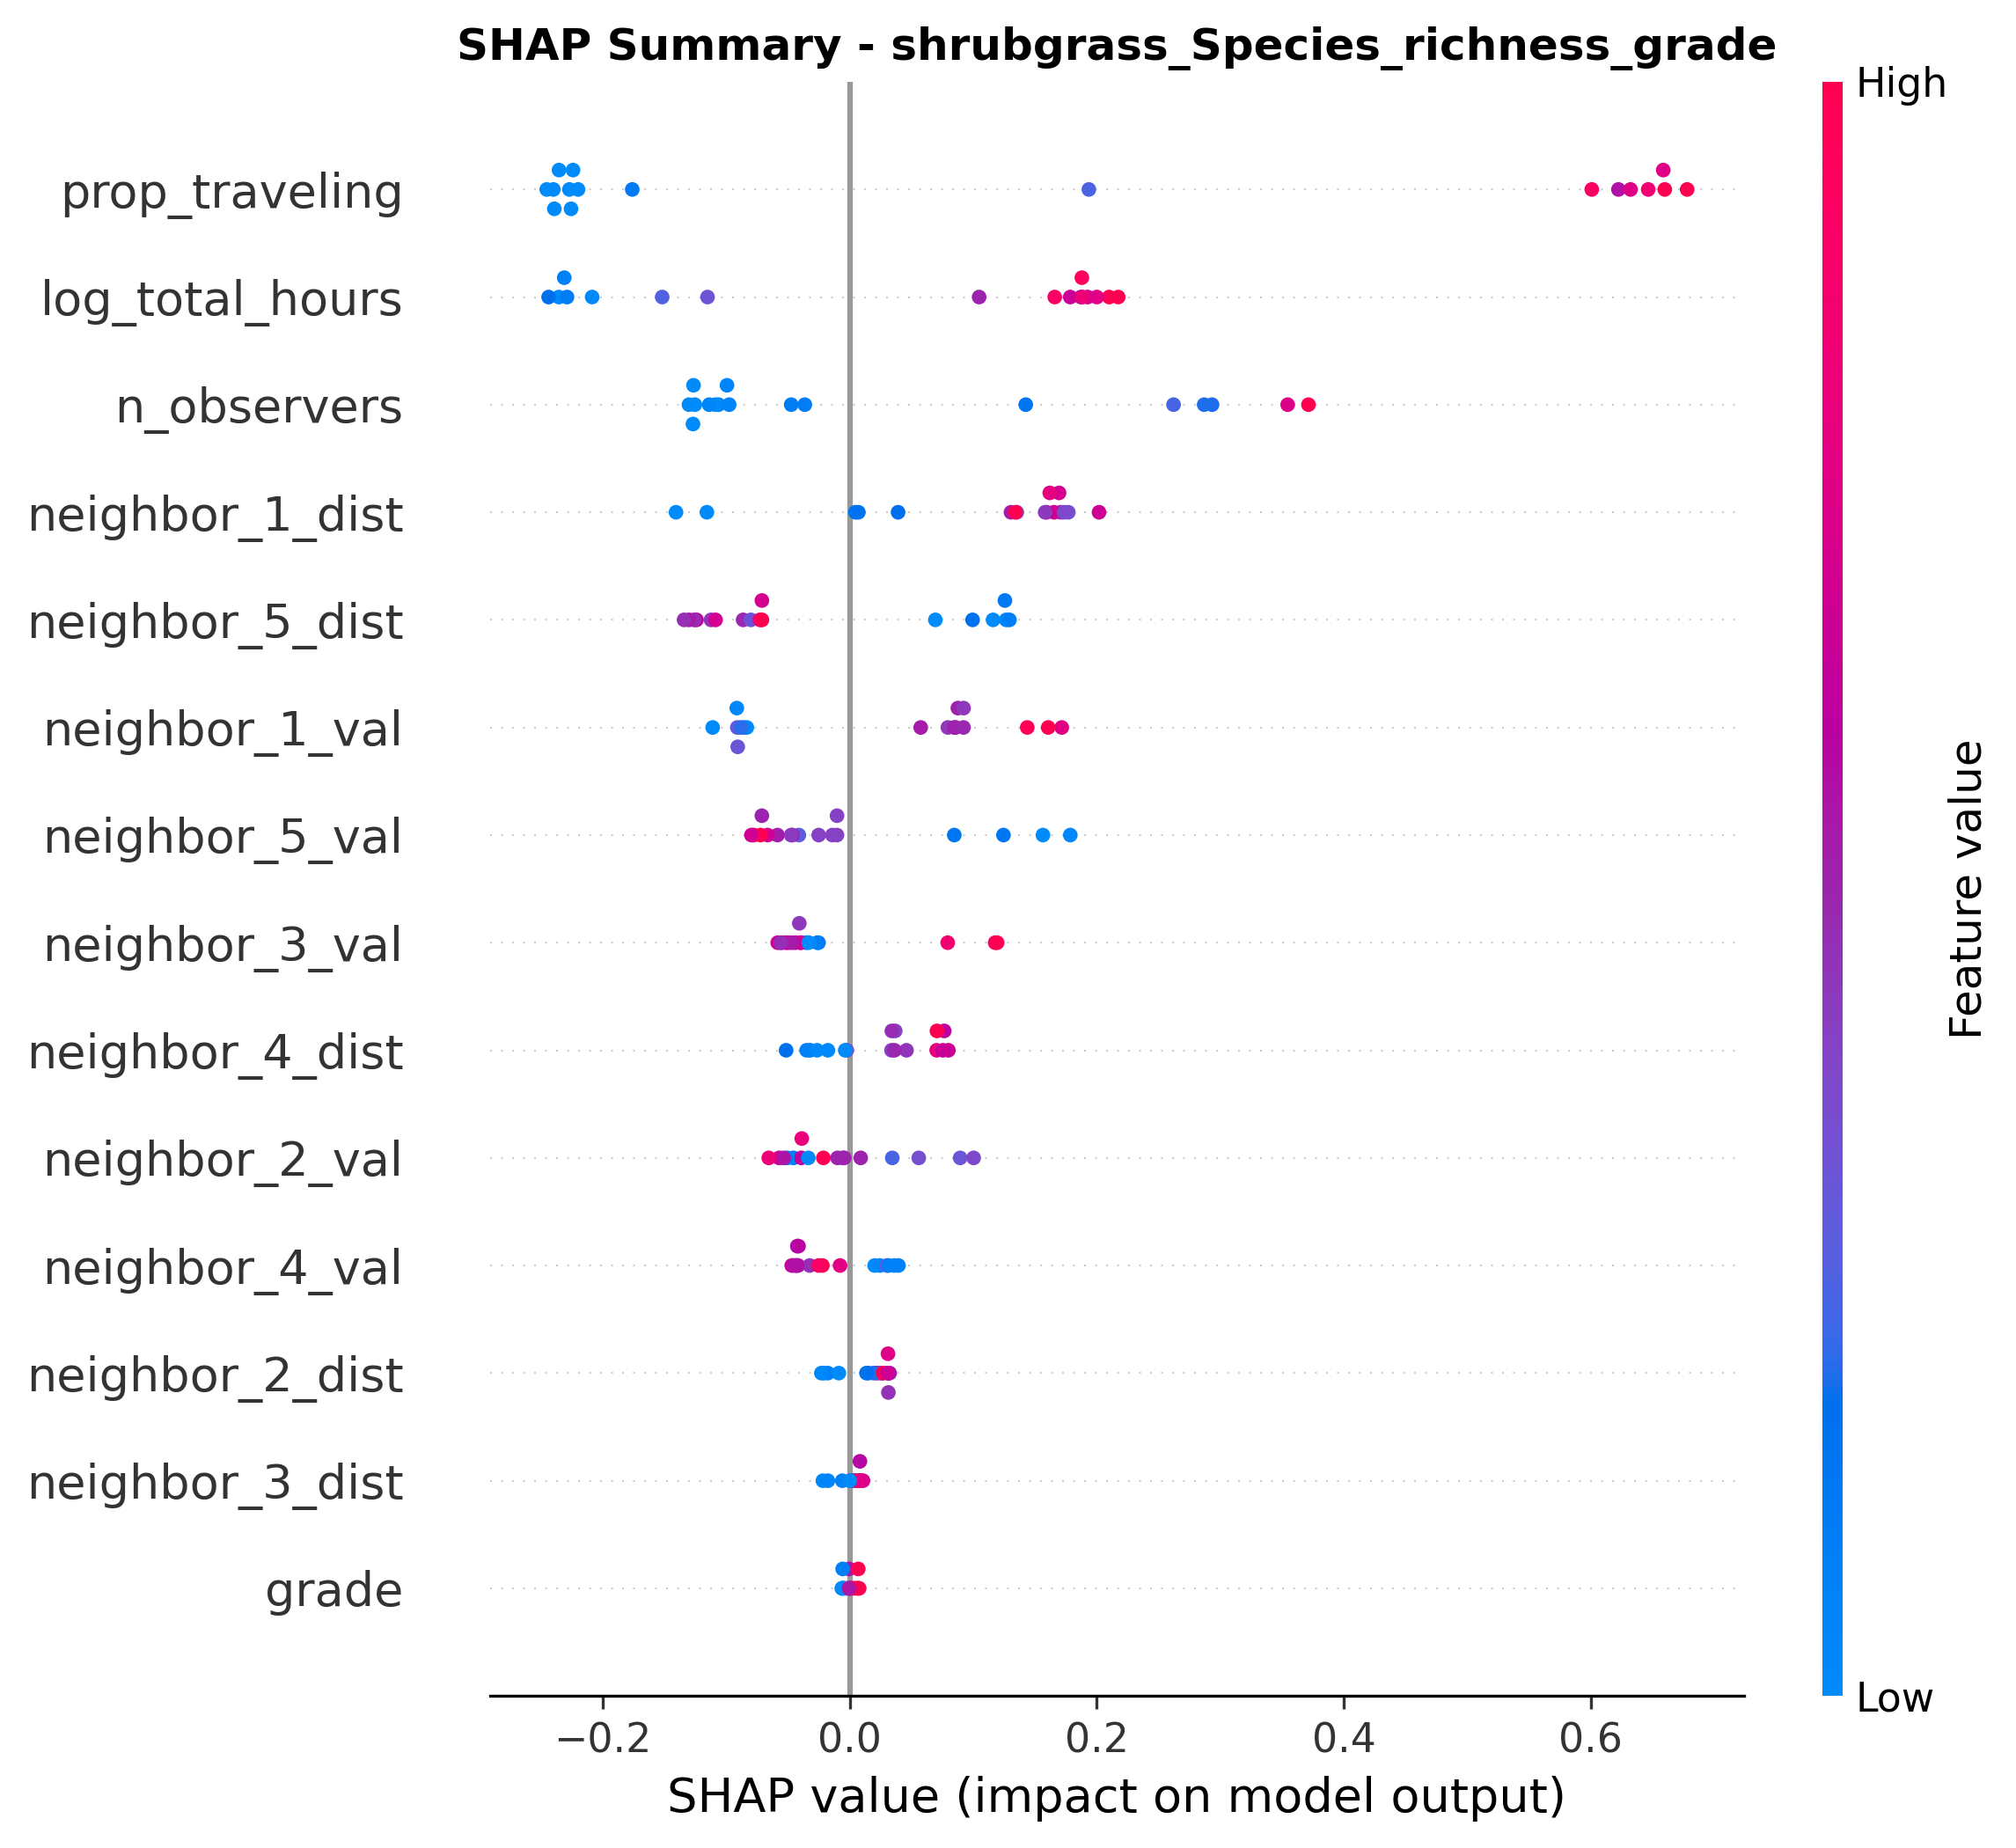 SHAP Summary - shrubgrass_Species_richness_grade
High
prop_traveling
log_total_hours
n_observers
neighbor_1_dist
neighbor_5_dist
neighbor_1_val
neighbor_5_val
neighbor_3_val
neighbor_4_dist
neighbor_2_val
neighbor_4_val
neighbor_2_dist
neighbor_3_dist
grade
Feature value
Low
−0.2
0.0
0.2
0.4
0.6
SHAP value (impact on model output)